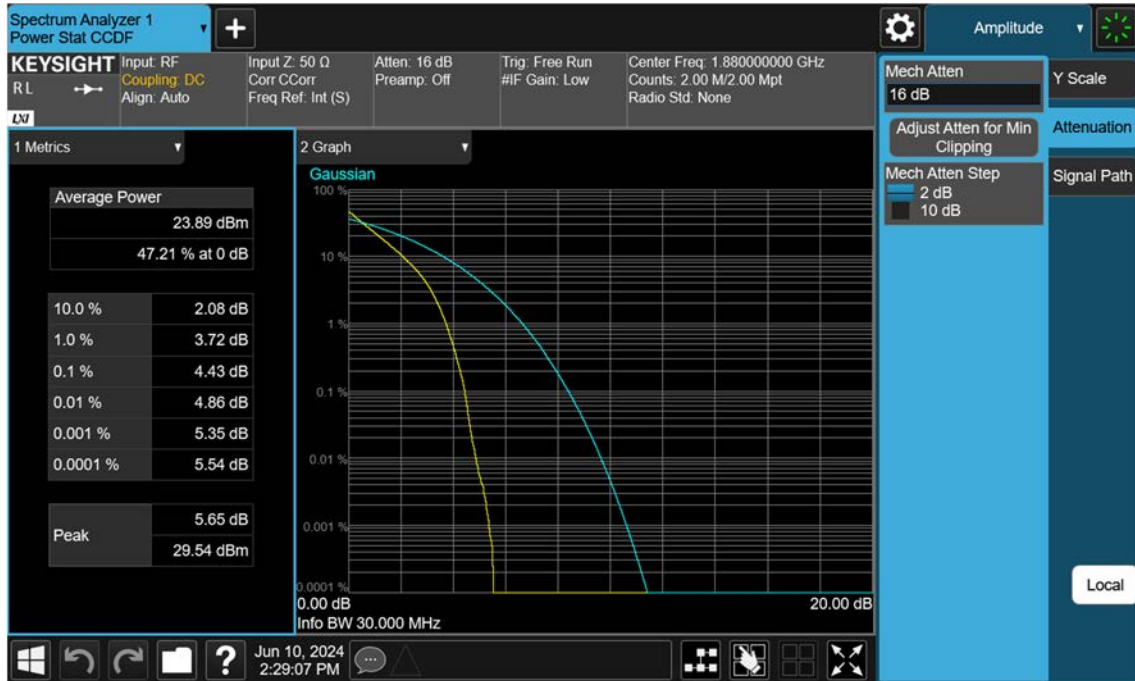 Spectrum Analyzer 1
Power Stat CCDF
Amplitude
KEYSIGHT
R L
LXI
Input: RF
Coupling: DC
Align: Auto
Input Z: 50 Ω
Corr CCorr
Freq Ref: Int (S)
Atten: 16 dB
Preamp: Off
Trig: Free Run
#IF Gain: Low
Center Freq: 1.880000000 GHz
Counts: 2.00 M/2.00 Mpt
Radio Std: None
Mech Atten
16 dB
Adjust Atten for Min
Clipping
Mech Atten Step
2 dB
10 dB
Y Scale
Attenuation
Signal Path
1 Metrics
Average Power
23.89 dBm
47.21 % at 0 dB
10.0 % 2.08 dB
1.0 % 3.72 dB
0.1 % 4.43 dB
0.01 % 4.86 dB
0.001 % 5.35 dB
0.0001 % 5.54 dB
Peak
5.65 dB
29.54 dBm
2 Graph
Gaussian
100 %
10 %
1 %
0.1 %
0.01 %
0.001 %
0.0001 %
0.00 dB 20.00 dB
Info BW 30.000 MHz
Local
Jun 10, 2024
2:29:07 PM